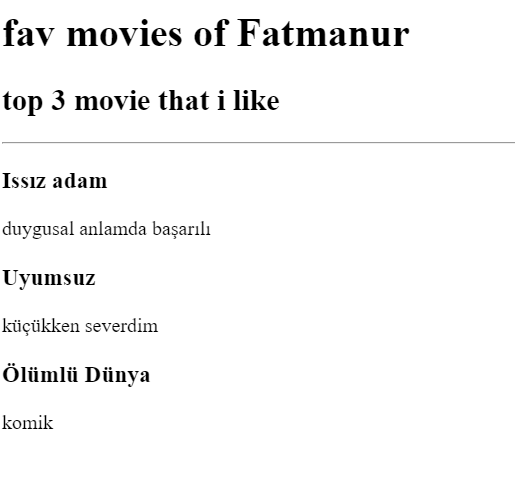 fav movies of Fatmanur
top 3 movie that i like
Issız adam
duygusal anlamda başarılı
Uyumsuz
küçükken severdim
Ölümlü Dünya
komik